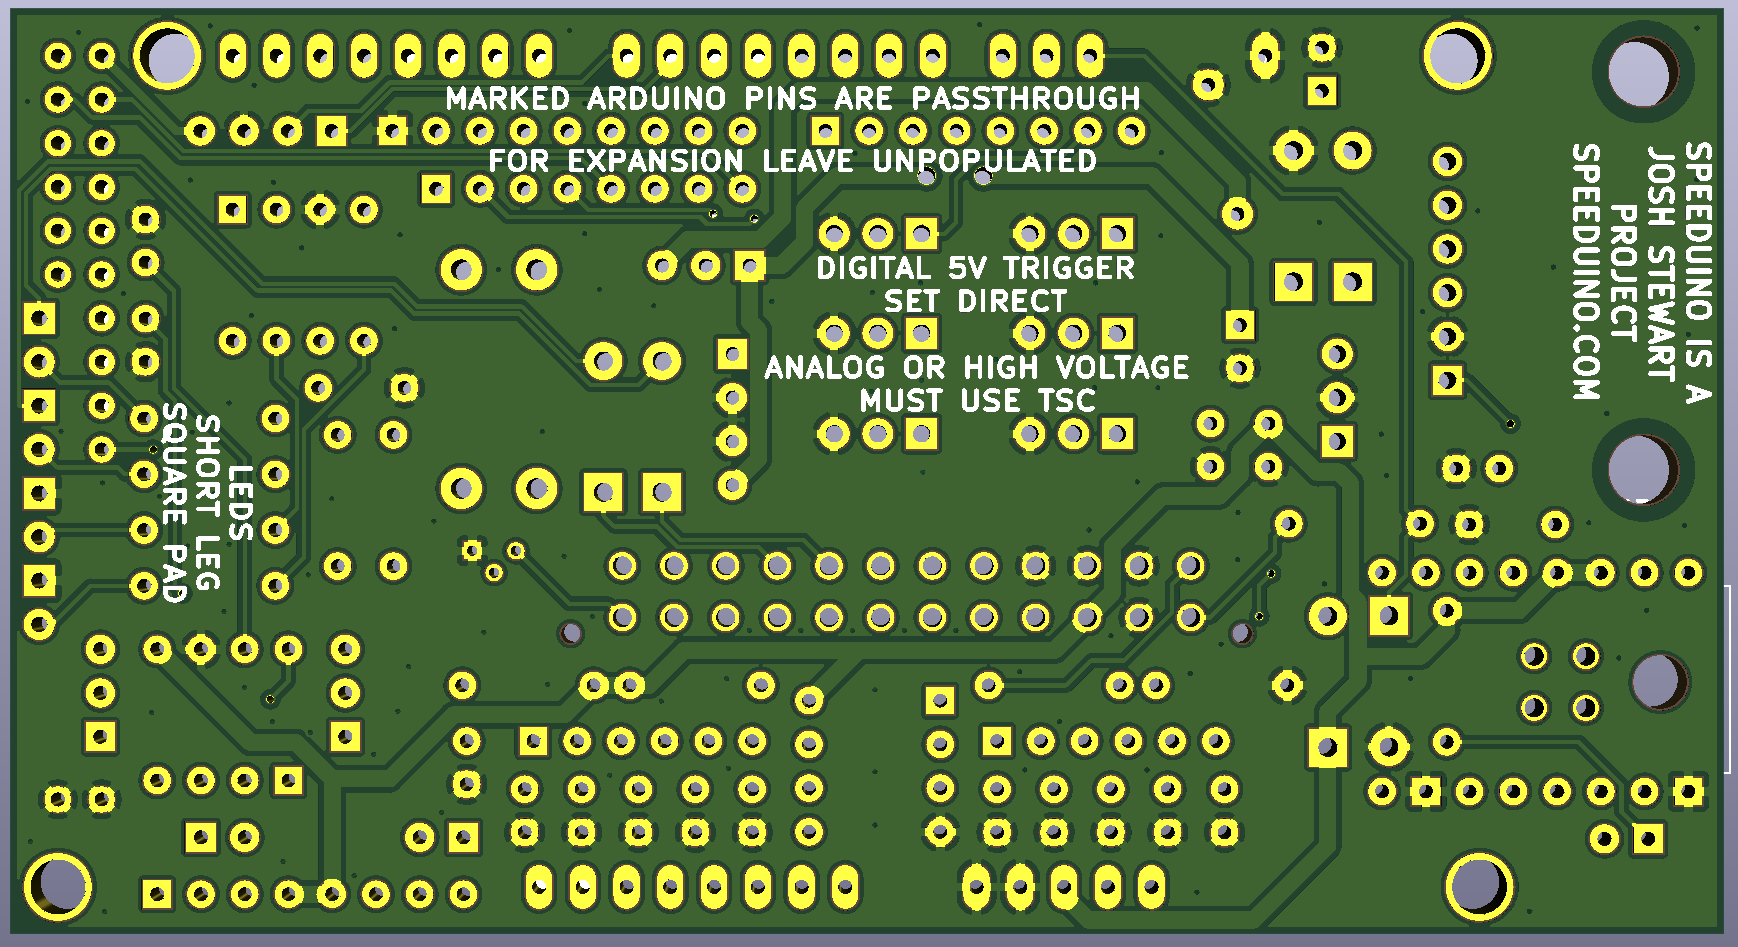 MARKED ARDUINO PINS ARE PASSTHROUGH
FOR EXPANSION LEAVE UNPOPULATED
DIGITAL 5V TRIGGER
SET DIRECT
ANALOG OR HIGH VOLTAGE
MUST USE TSC
SPEEDUINO IS A
JOSH STEWART
PROJECT
SPEEDUINO.COM
LEDS
SHORT LEG
SQUARE PAD